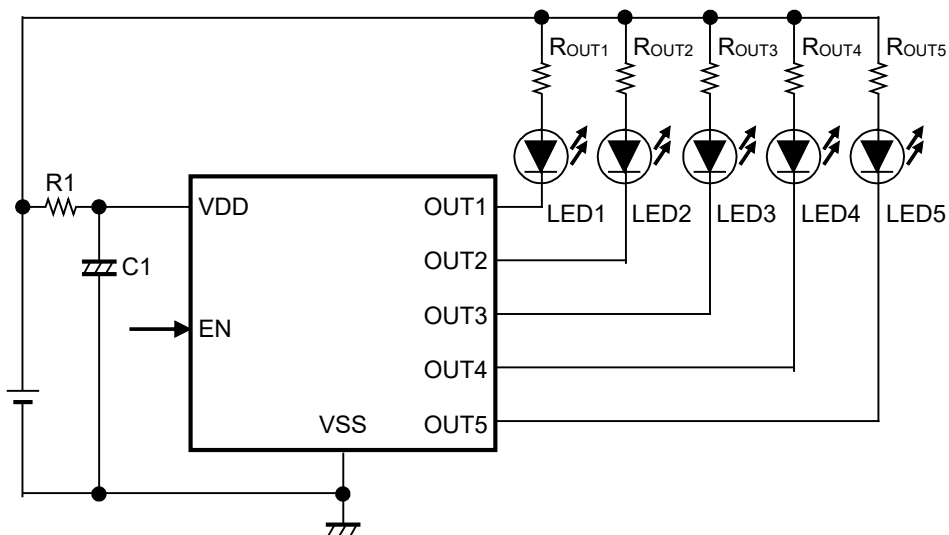 ROUT1 ROUT2 ROUT3 ROUT4 ROUT5
R1
VDD OUT1 LED1 LED2 LED3 LED4 LED5
OUT2
C1
OUT3
EN
OUT4
VSS OUT5